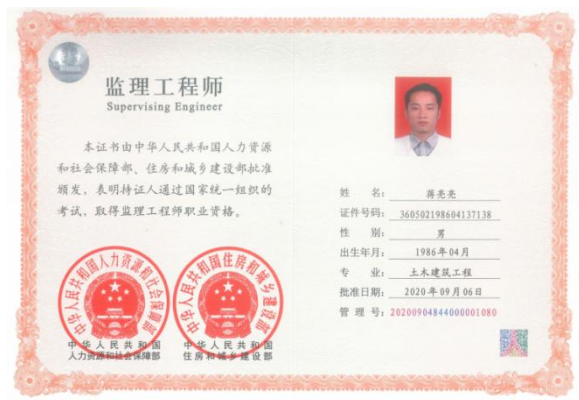 监理工程师
Supervising Engineer
本证书由中华人民共和国人力资源
和社会保障部、住房和城乡建设部批准
颁发，表明持证人通过国家统一组织的
考试，取得监理工程师职业资格。
中华人民共和国人力资源和社会保障部
中华人民共和国住房和城乡建设部
中华人民共和国
人力资源和社会保障部
中华人民共和国
住房和城乡建设部
姓 名：蒋亮亮
证件号码：360502198604137138
性 别：男
出生年月：1986年04月
专 业：土木建筑工程
批准日期：2020年09月06日
管 理 号：20200904844000001080